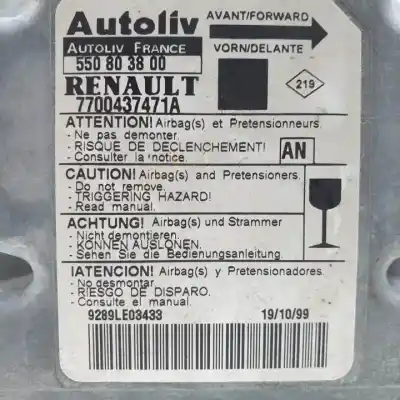 Autoliv
AVANT/FORWARD
AUTOLIV FRANCE
VORN/DELANTE
550 80 38 00
RENAULT
219
7700437471A
ATTENTION! Airbag(s) et Pretensionneurs.
- Ne pas demonter.
- RISQUE DE DECLENCHEMENT!
- Consulter la notice.
AN
CAUTION! Airbag(s) and Pretensioners.
- Do not remove.
- TRIGGERING HAZARD!
- Read manual.
ACHTUNG! Airbag(s) und Strammer
- Nicht demontieren.
- KONNEN AUSLONEN.
- Sehen Sie die Bedienungsanleitung.
IATENCION! Airbag(s) y Pretensionadores.
- No desmontar.
- RIESGO DE DISPARO.
- Consulte el manual.
9289LE03433
19/10/99